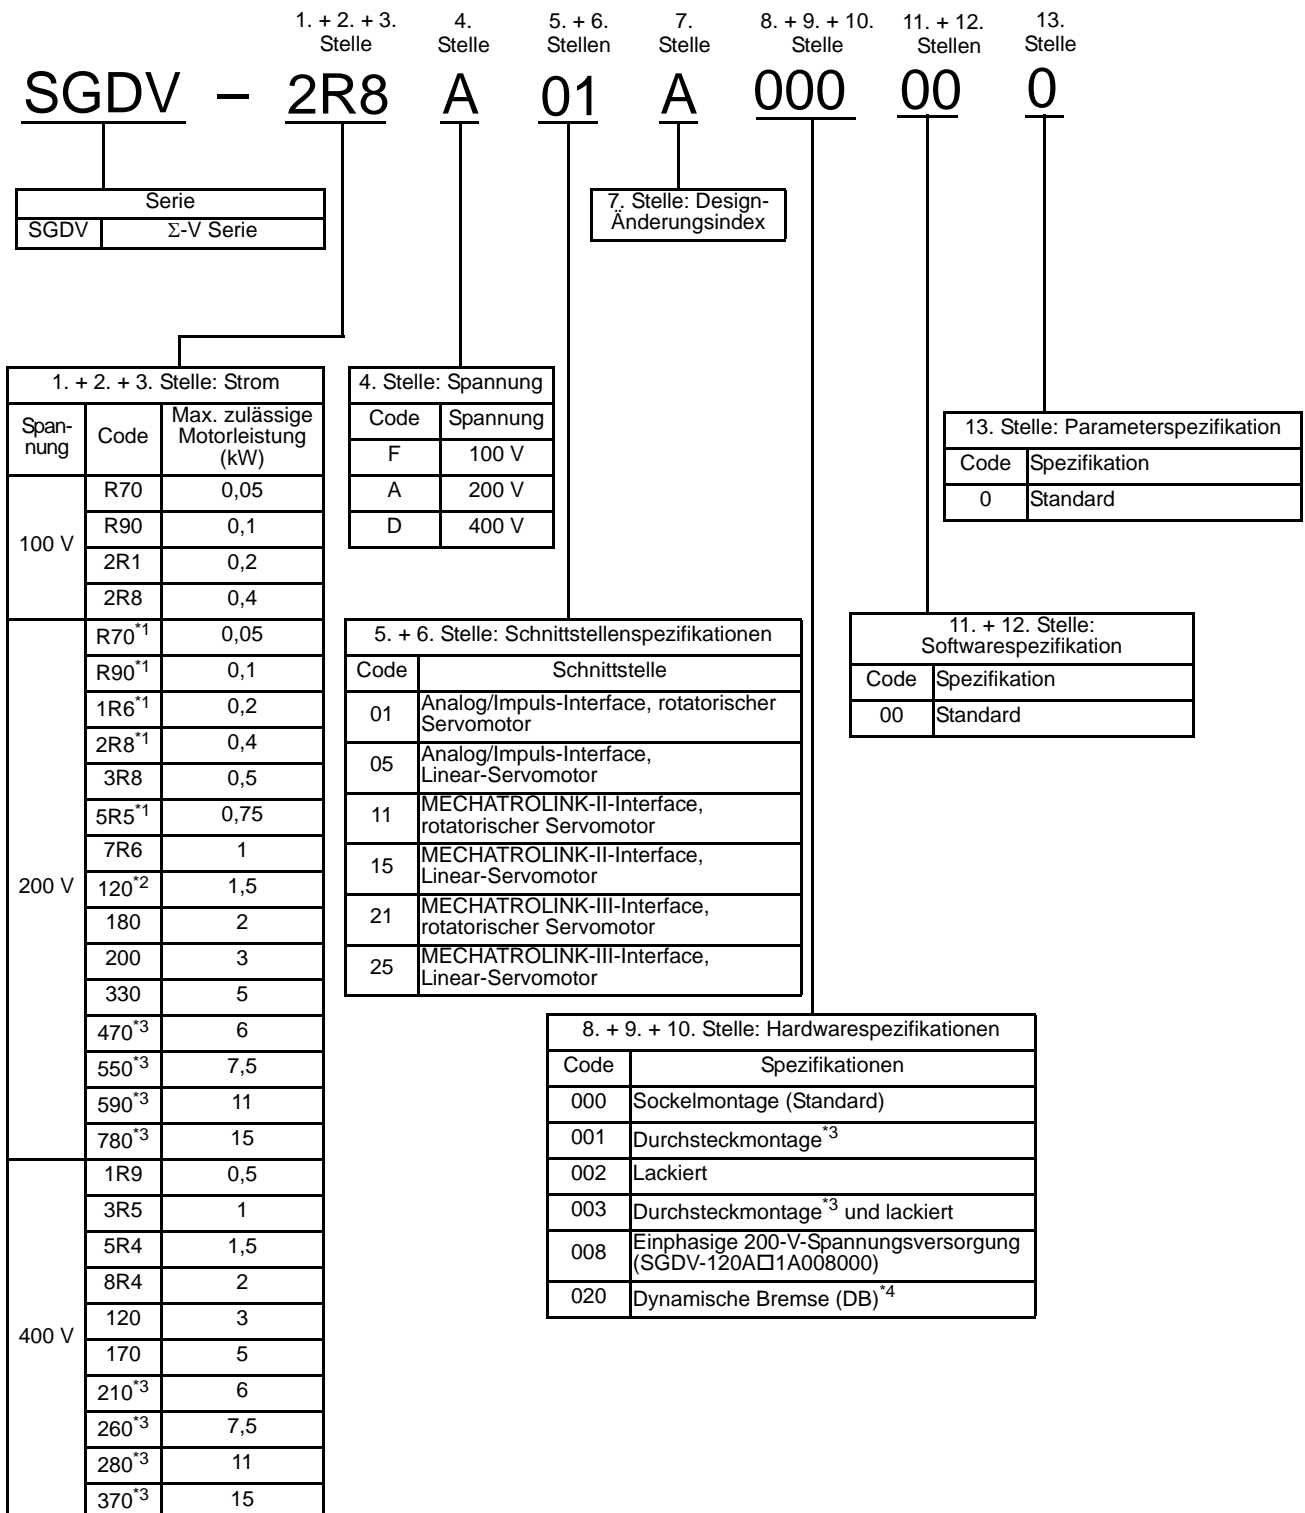 1. + 2. + 3. Stelle
4. Stelle
5. + 6. Stellen
7. Stelle
8. + 9. + 10. Stelle
11. + 12. Stellen
13. Stelle
SGDV – 2R8 A 01 A 000 00 0
Serie
SGDV Σ-V Serie
7. Stelle: Design-
Änderungsindex
1. + 2. + 3. Stelle: Strom
Span-
nung
Code
Max. zulässige
Motorleistung
(kW)
100 V
R70 0,05
R90 0,1
2R1 0,2
2R8 0,4
200 V
R70*1 0,05
R90*1 0,1
1R6*1 0,2
2R8*1 0,4
3R8 0,5
5R5*1 0,75
7R6 1
120*2 1,5
180 2
200 3
330 5
470*3 6
550*3 7,5
590*3 11
780*3 15
400 V
1R9 0,5
3R5 1
5R4 1,5
8R4 2
120 3
170 5
210*3 6
260*3 7,5
280*3 11
370*3 15
4. Stelle: Spannung
Code Spannung
F 100 V
A 200 V
D 400 V
5. + 6. Stelle: Schnittstellenspezifikationen
Code Schnittstelle
01 Analog/Impuls-Interface, rotatorischer
Servomotor
05 Analog/Impuls-Interface,
Linear-Servomotor
11 MECHATROLINK-II-Interface,
rotatorischer Servomotor
15 MECHATROLINK-II-Interface,
Linear-Servomotor
21 MECHATROLINK-III-Interface,
rotatorischer Servomotor
25 MECHATROLINK-III-Interface,
Linear-Servomotor
13. Stelle: Parameterspezifikation
Code Spezifikation
0 Standard
11. + 12. Stelle:
Softwarespezifikation
Code Spezifikation
00 Standard
8. + 9. + 10. Stelle: Hardwarespezifikationen
Code Spezifikationen
000 Sockelmontage (Standard)
001 Durchsteckmontage*3
002 Lackiert
003 Durchsteckmontage*3 und lackiert
008 Einphasige 200-V-Spannungsversorgung
(SGDV-120A□1A008000)
020 Dynamische Bremse (DB)*4